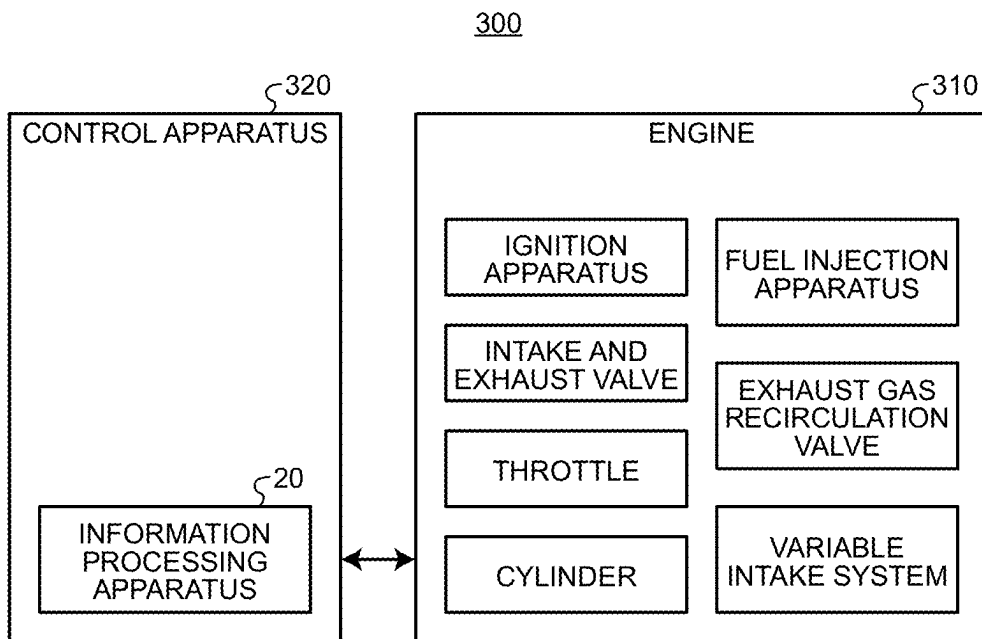 300
320
CONTROL APPARATUS
20
INFORMATION
PROCESSING
APPARATUS
310
ENGINE
IGNITION
APPARATUS
FUEL INJECTION
APPARATUS
INTAKE AND
EXHAUST VALVE
EXHAUST GAS
RECIRCULATION
VALVE
THROTTLE
CYLINDER
VARIABLE
INTAKE SYSTEM